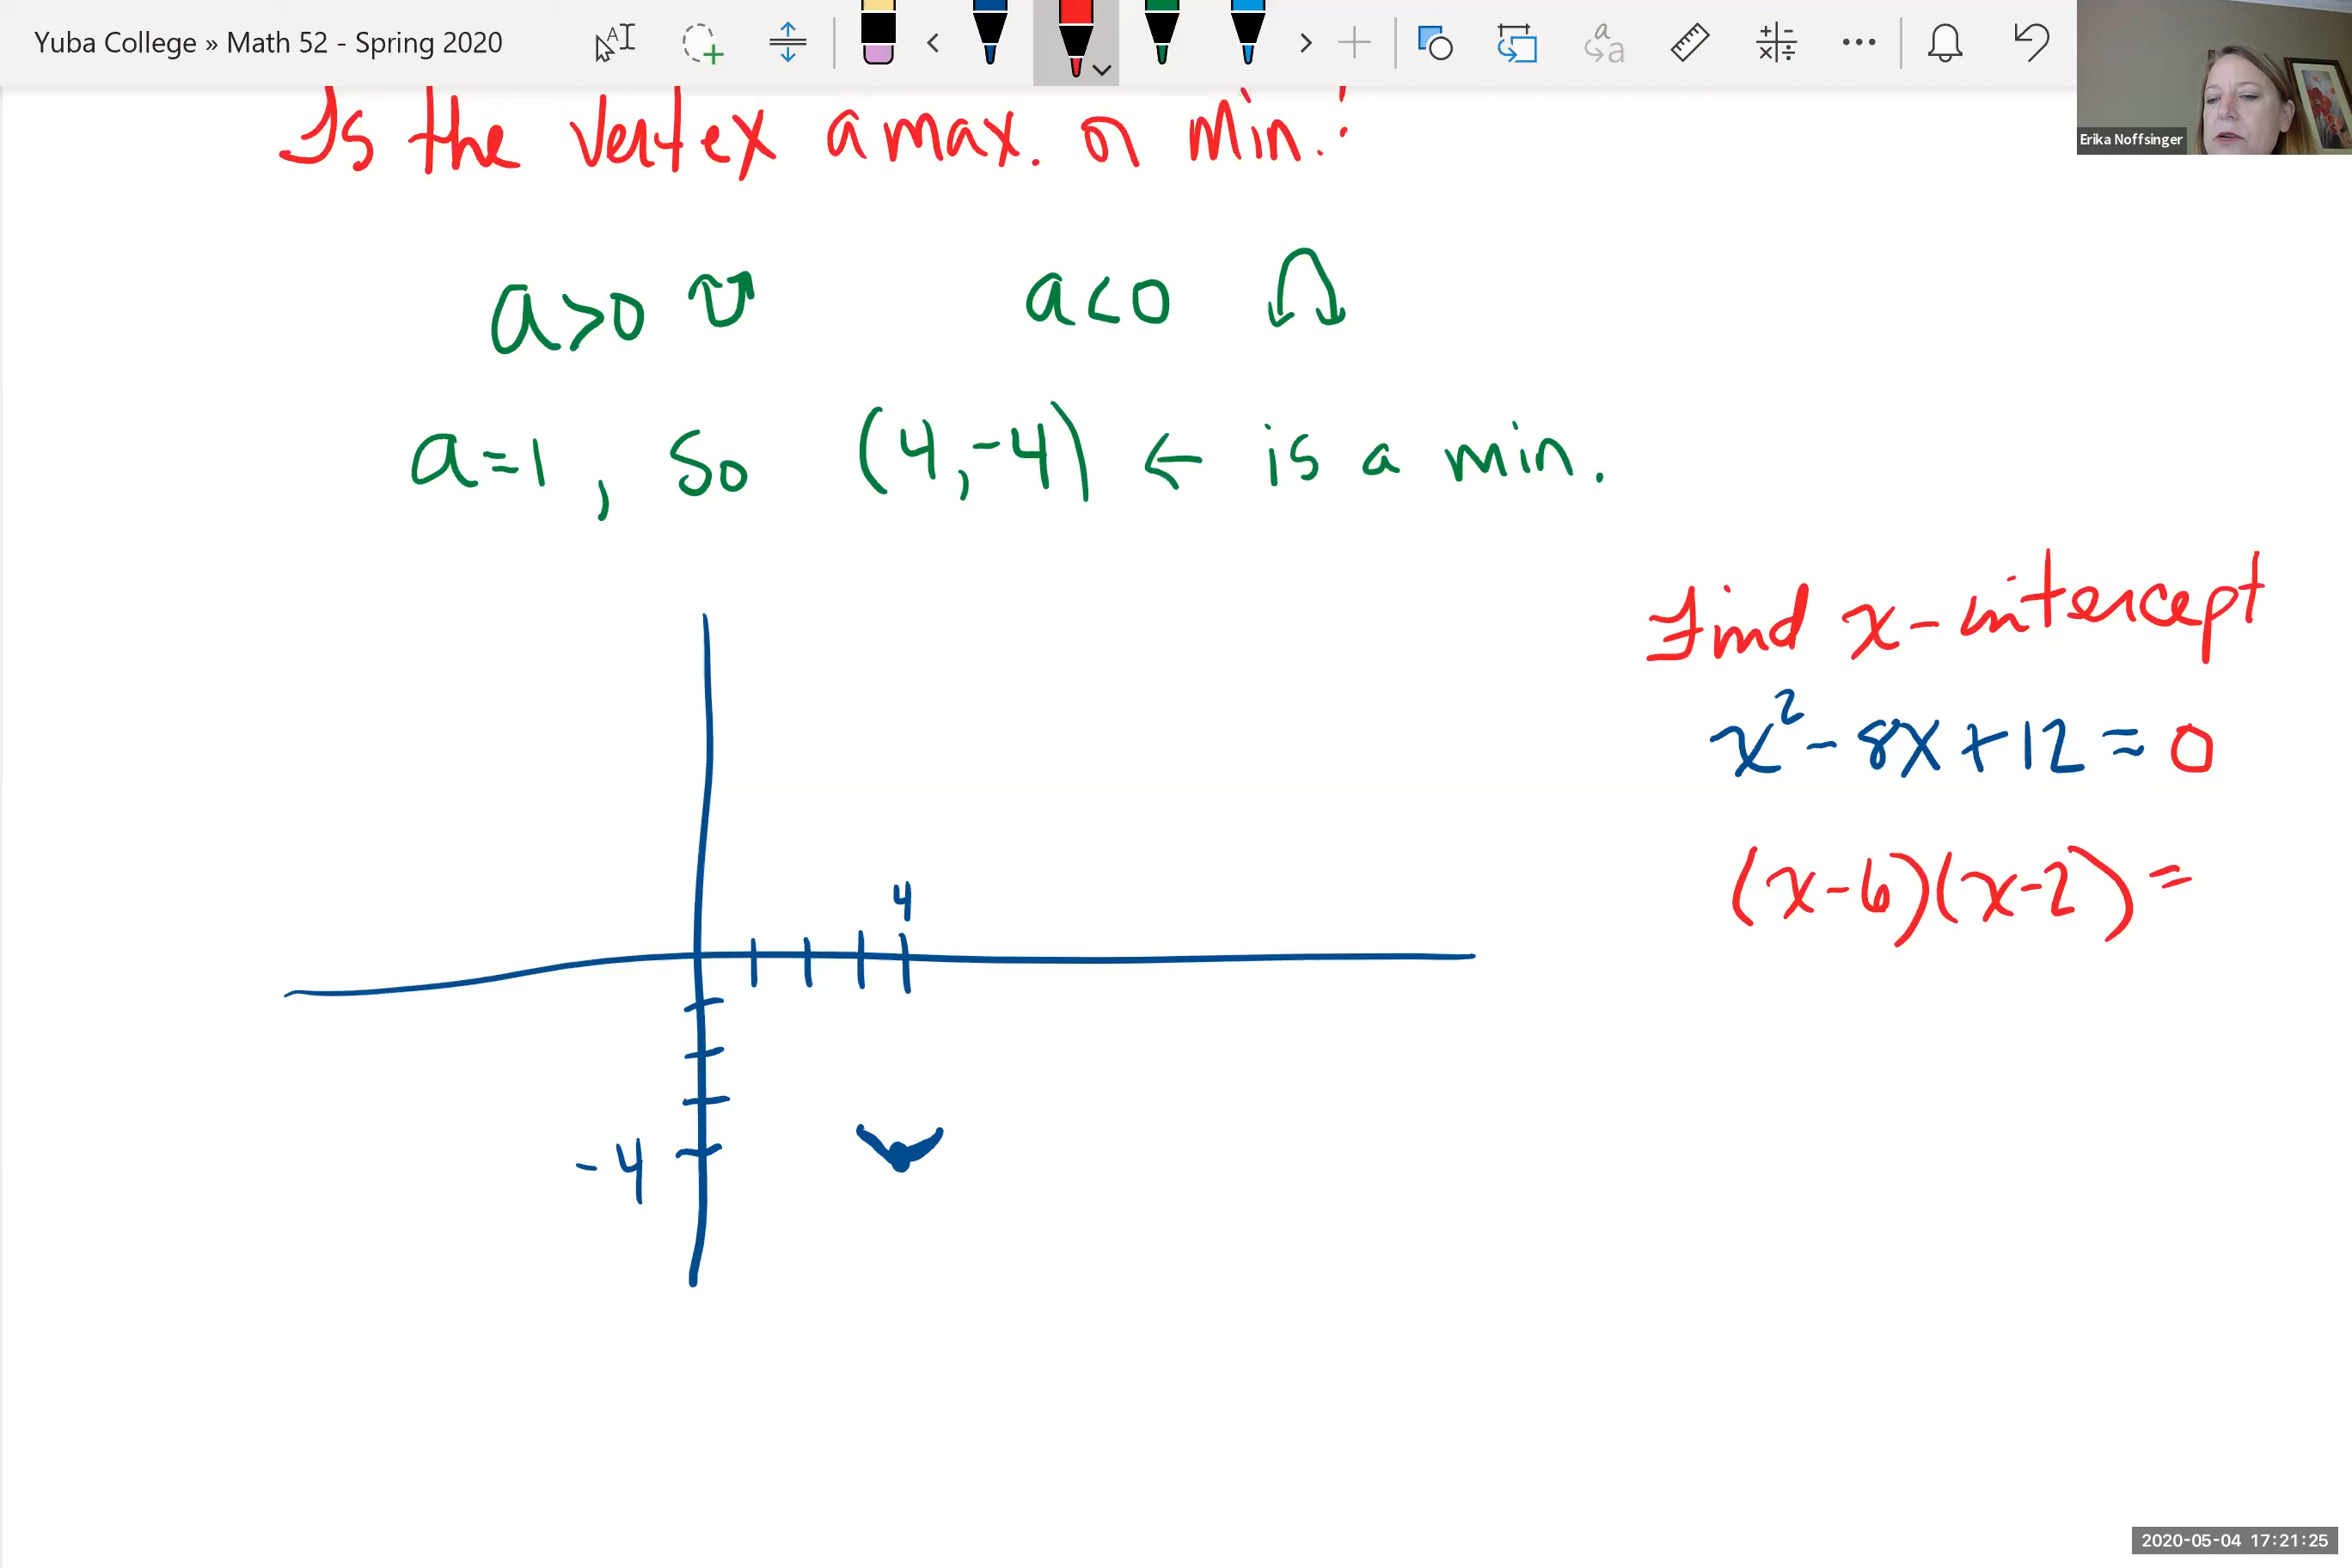 Yuba College » Math 52 - Spring 2020
Erika Noffsinger
Is the vertex a max. or min.?
a>0 a<0
a=1, so (4,-4) ← is a min.
Find x-intercept
x² - 8x + 12 = 0
(x-6)(x-2) =
4
-4
2020-05-04 17:21:25